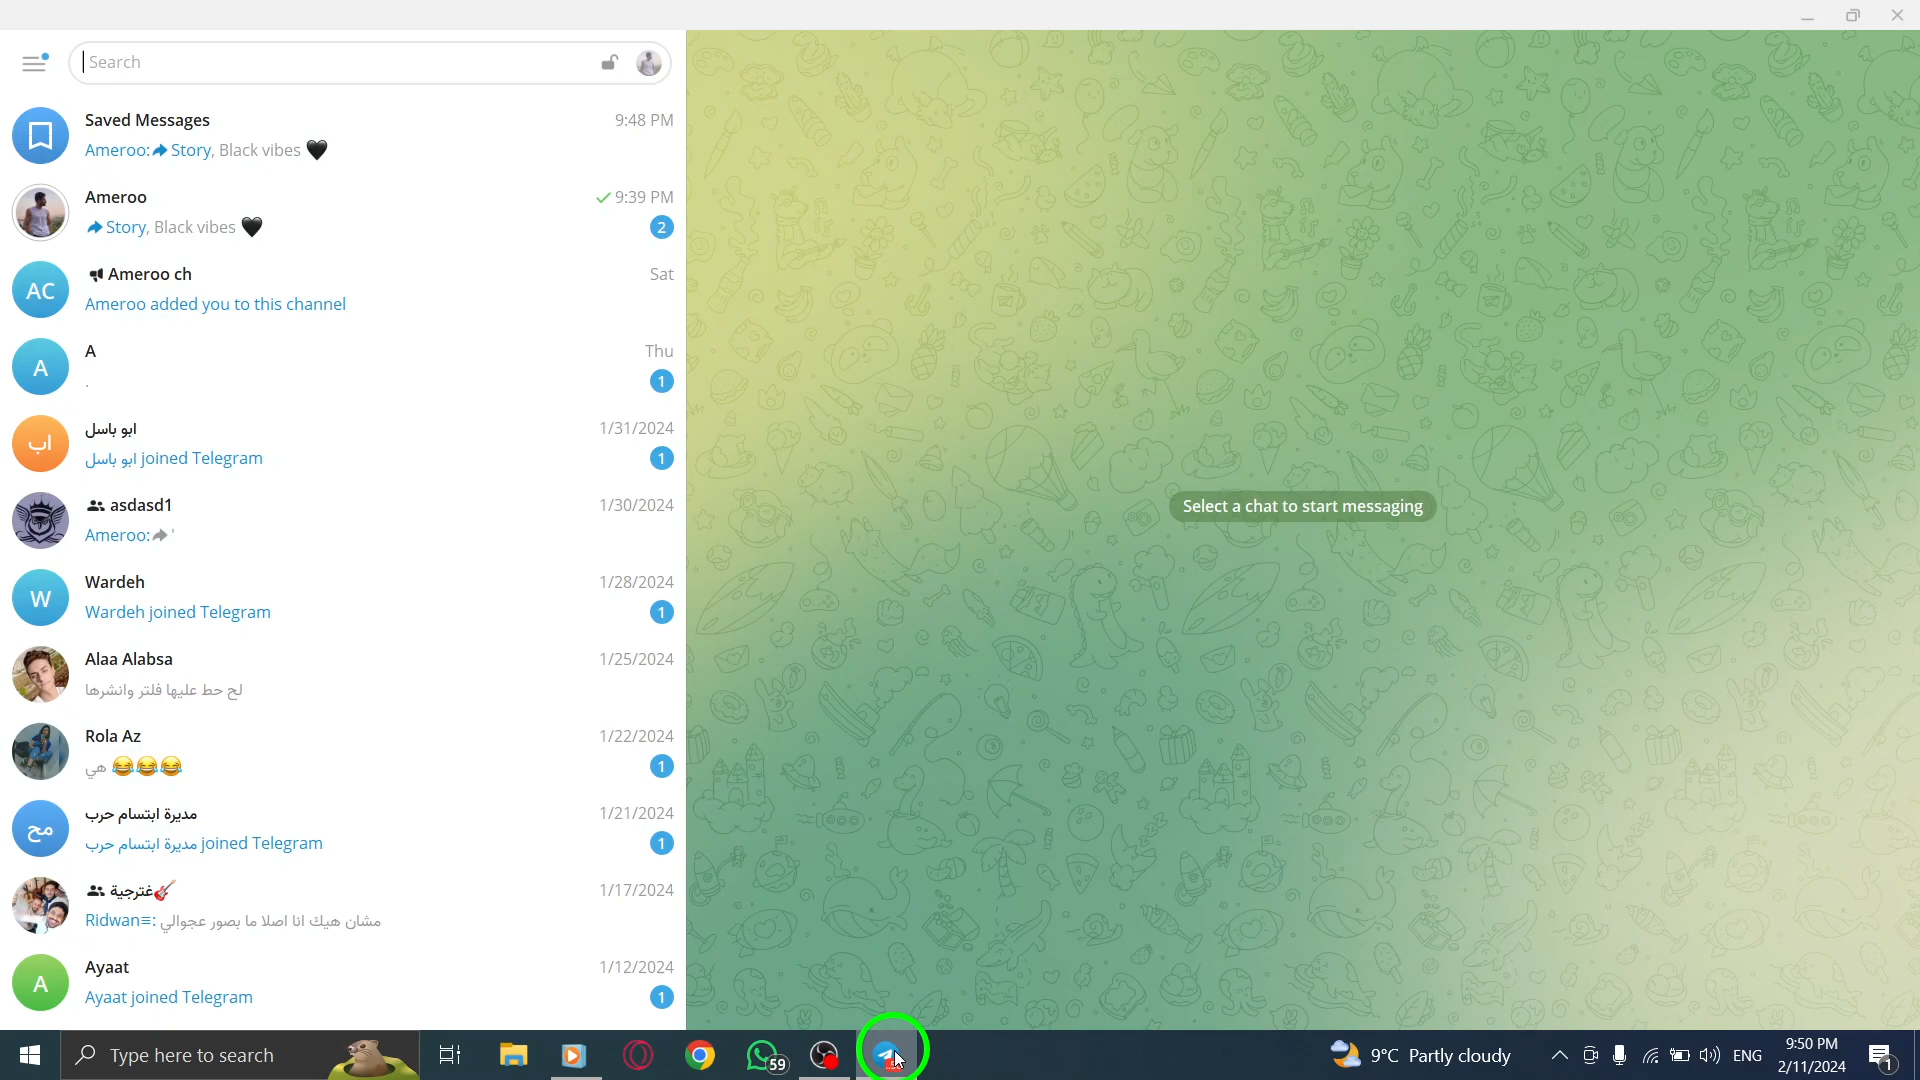 Search
Saved Messages 9:48 PM
Ameroo: Story, Black vibes 🖤
Ameroo 9:39 PM
Story, Black vibes 🖤 2
AC Ameroo ch Sat
Ameroo added you to this channel
A A Thu
. 1
اب ابو باسل 1/31/2024
ابو باسل joined Telegram 1
asdasd1 1/30/2024
Ameroo: '
W Wardeh 1/28/2024
Wardeh joined Telegram 1
Alaa Alabsa 1/25/2024
لح حط عليها فلتر وانشرها
Rola Az 1/22/2024
هي 😂😂😂 1
مح مديرة ابتسام حرب 1/21/2024
مديرة ابتسام حرب joined Telegram 1
غترجية🎸 1/17/2024
Ridwan≡: مشان هيك انا اصلا ما بصور عجوالي
A Ayaat 1/12/2024
Ayaat joined Telegram 1
Select a chat to start messaging
Type here to search 59 9°C Partly cloudy ENG 9:50 PM
2/11/2024 1